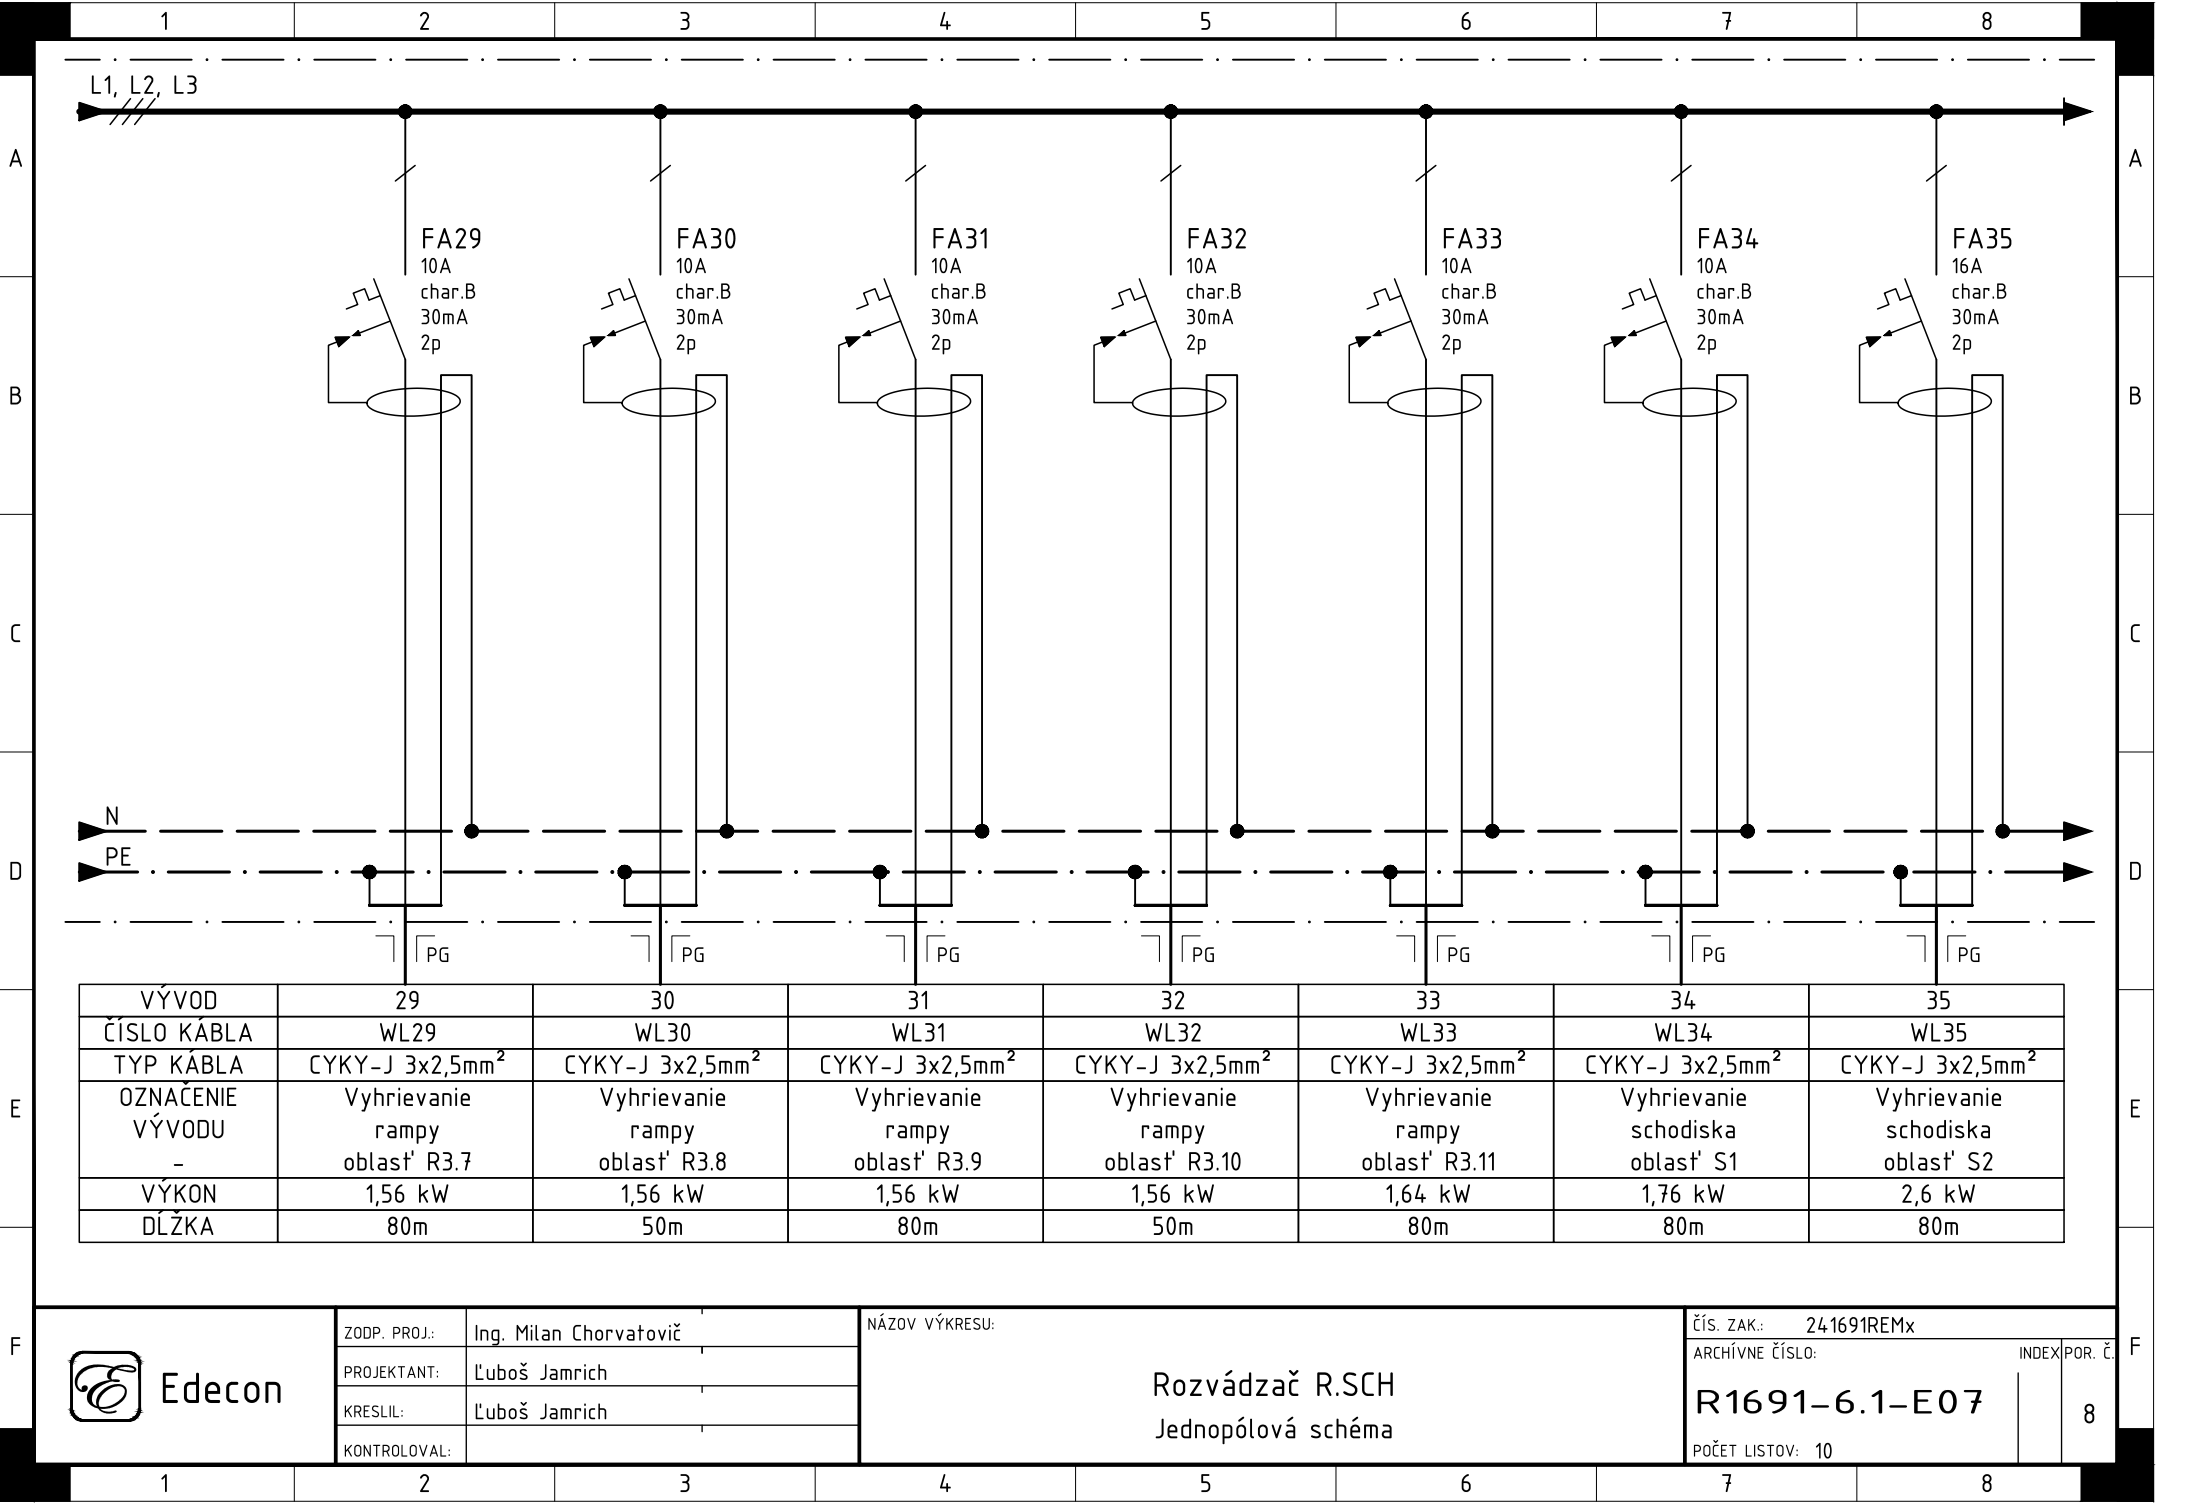 1 2 3 4 5 6 7 8
L1, L2, L3
A A
FA29 FA30 FA31 FA32 FA33 FA34 FA35
10A 10A 10A 10A 10A 10A 16A
char.B char.B char.B char.B char.B char.B char.B
30mA 30mA 30mA 30mA 30mA 30mA 30mA
2p 2p 2p 2p 2p 2p 2p
B B
C C
N
PE
D D
PG PG PG PG PG PG PG
VÝVOD 29 30 31 32 33 34 35
ČÍSLO KÁBLA WL29 WL30 WL31 WL32 WL33 WL34 WL35
TYP KÁBLA CYKY-J 3x2,5mm² CYKY-J 3x2,5mm² CYKY-J 3x2,5mm² CYKY-J 3x2,5mm² CYKY-J 3x2,5mm² CYKY-J 3x2,5mm² CYKY-J 3x2,5mm²
OZNAČENIE Vyhrievanie Vyhrievanie Vyhrievanie Vyhrievanie Vyhrievanie Vyhrievanie Vyhrievanie
E E
VÝVODU rampy rampy rampy rampy rampy schodiska schodiska
- oblasť R3.7 oblasť R3.8 oblasť R3.9 oblasť R3.10 oblasť R3.11 oblasť S1 oblasť S2
VÝKON 1,56 kW 1,56 kW 1,56 kW 1,56 kW 1,64 kW 1,76 kW 2,6 kW
DĹŽKA 80m 50m 80m 50m 80m 80m 80m
F F
Edecon
ZODP. PROJ.: Ing. Milan Chorvatovič
PROJEKTANT: Ľuboš Jamrich
KRESLIL: Ľuboš Jamrich
KONTROLOVAL:
NÁZOV VÝKRESU:
Rozvádzač R.SCH
Jednopólová schéma
ČÍS. ZAK.: 241691REMx
ARCHÍVNE ČÍSLO: INDEX POR. Č.
R1691-6.1-E07
8
POČET LISTOV: 10
1 2 3 4 5 6 7 8